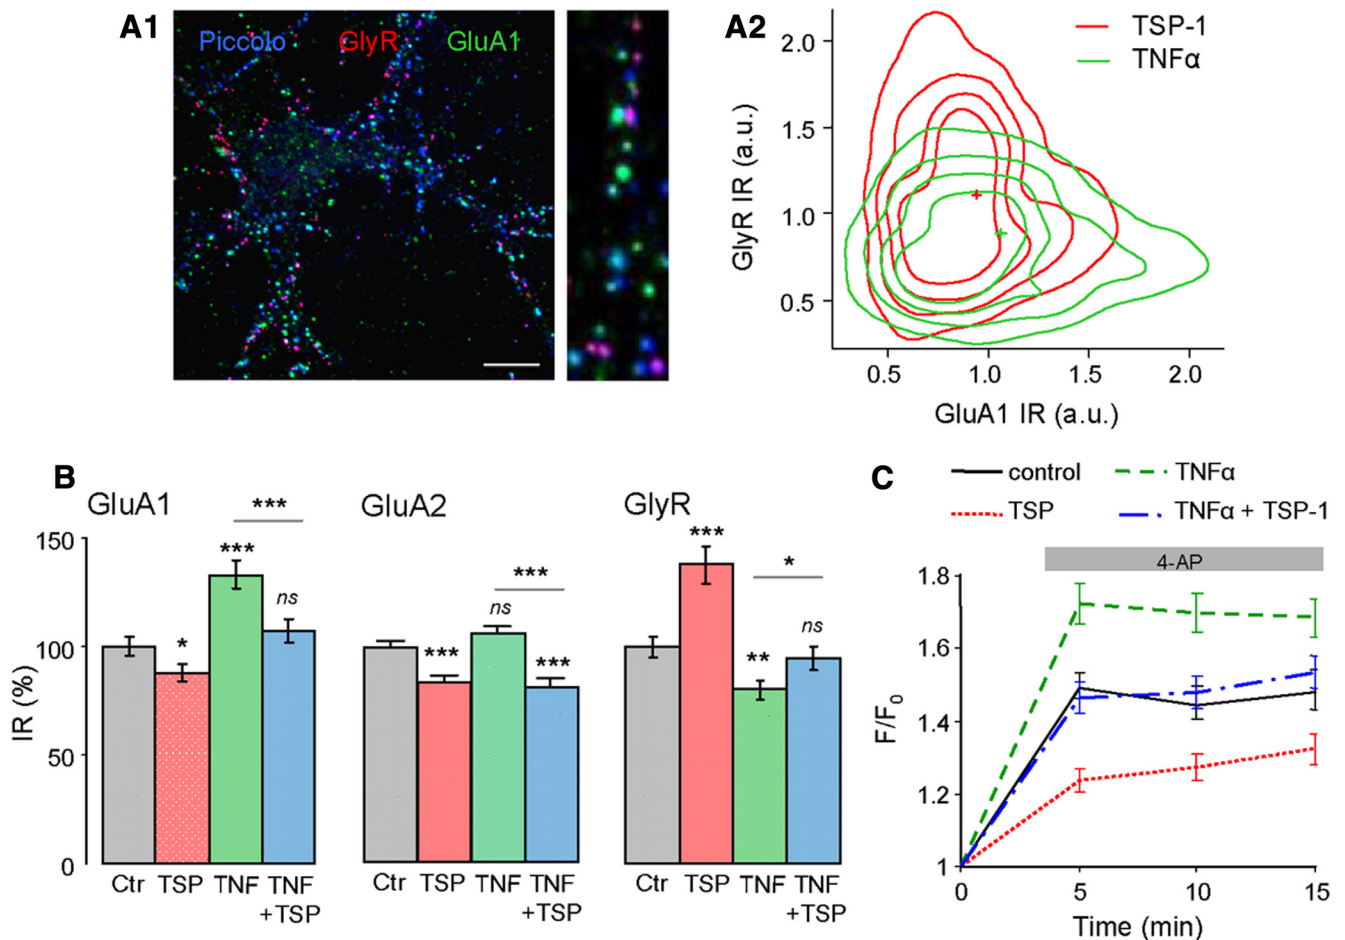 A1
Piccolo GlyR GluA1
A2
TSP-1
TNFα
GlyR IR (a.u.)
2.0
1.5
1.0
0.5
0.5 1.0 1.5 2.0
GluA1 IR (a.u.)
B
GluA1
GluA2
GlyR
IR (%)
150
100
50
0
*
***
ns
***
***
ns
***
***
***
**
ns
*
Ctr TSP TNF TNF
+TSP
Ctr TSP TNF TNF
+TSP
Ctr TSP TNF TNF
+TSP
C
control
TNFα
TSP
TNFα + TSP-1
4-AP
F/F₀
1.8
1.6
1.4
1.2
1
0 5 10 15
Time (min)